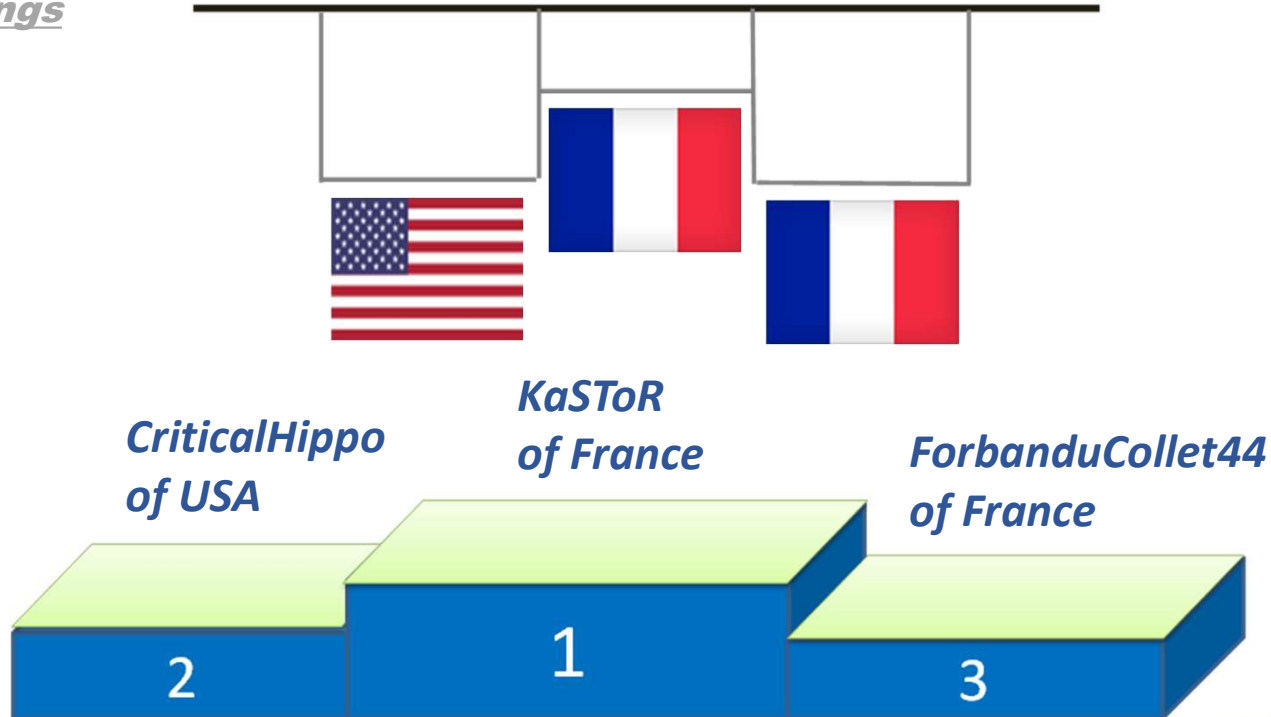 KaSToR
of France
CriticalHippo
of USA
ForbanduCollet44
of France
2
1
3